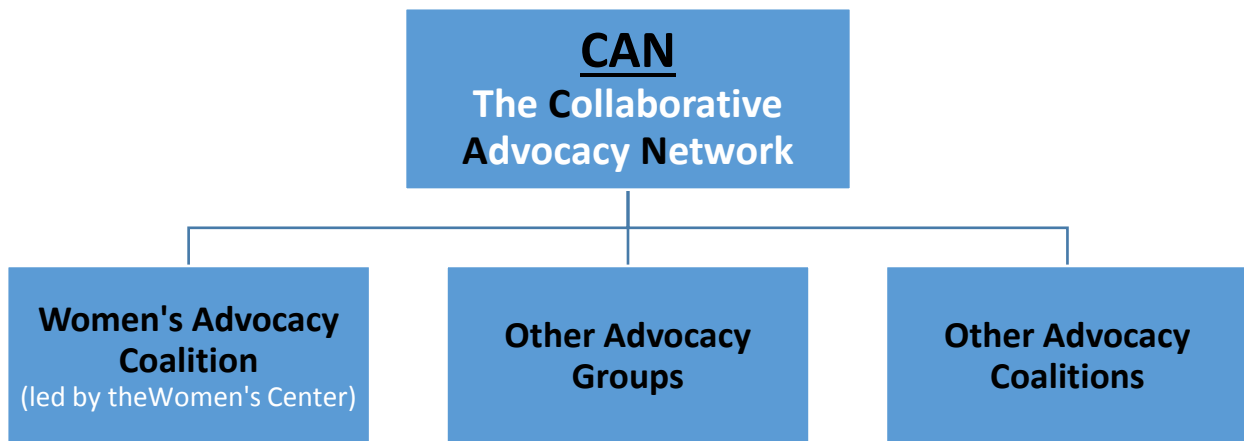 CAN
The Collaborative
Advocacy Network
Women's Advocacy
Coalition
(led by theWomen's Center)
Other Advocacy
Groups
Other Advocacy
Coalitions